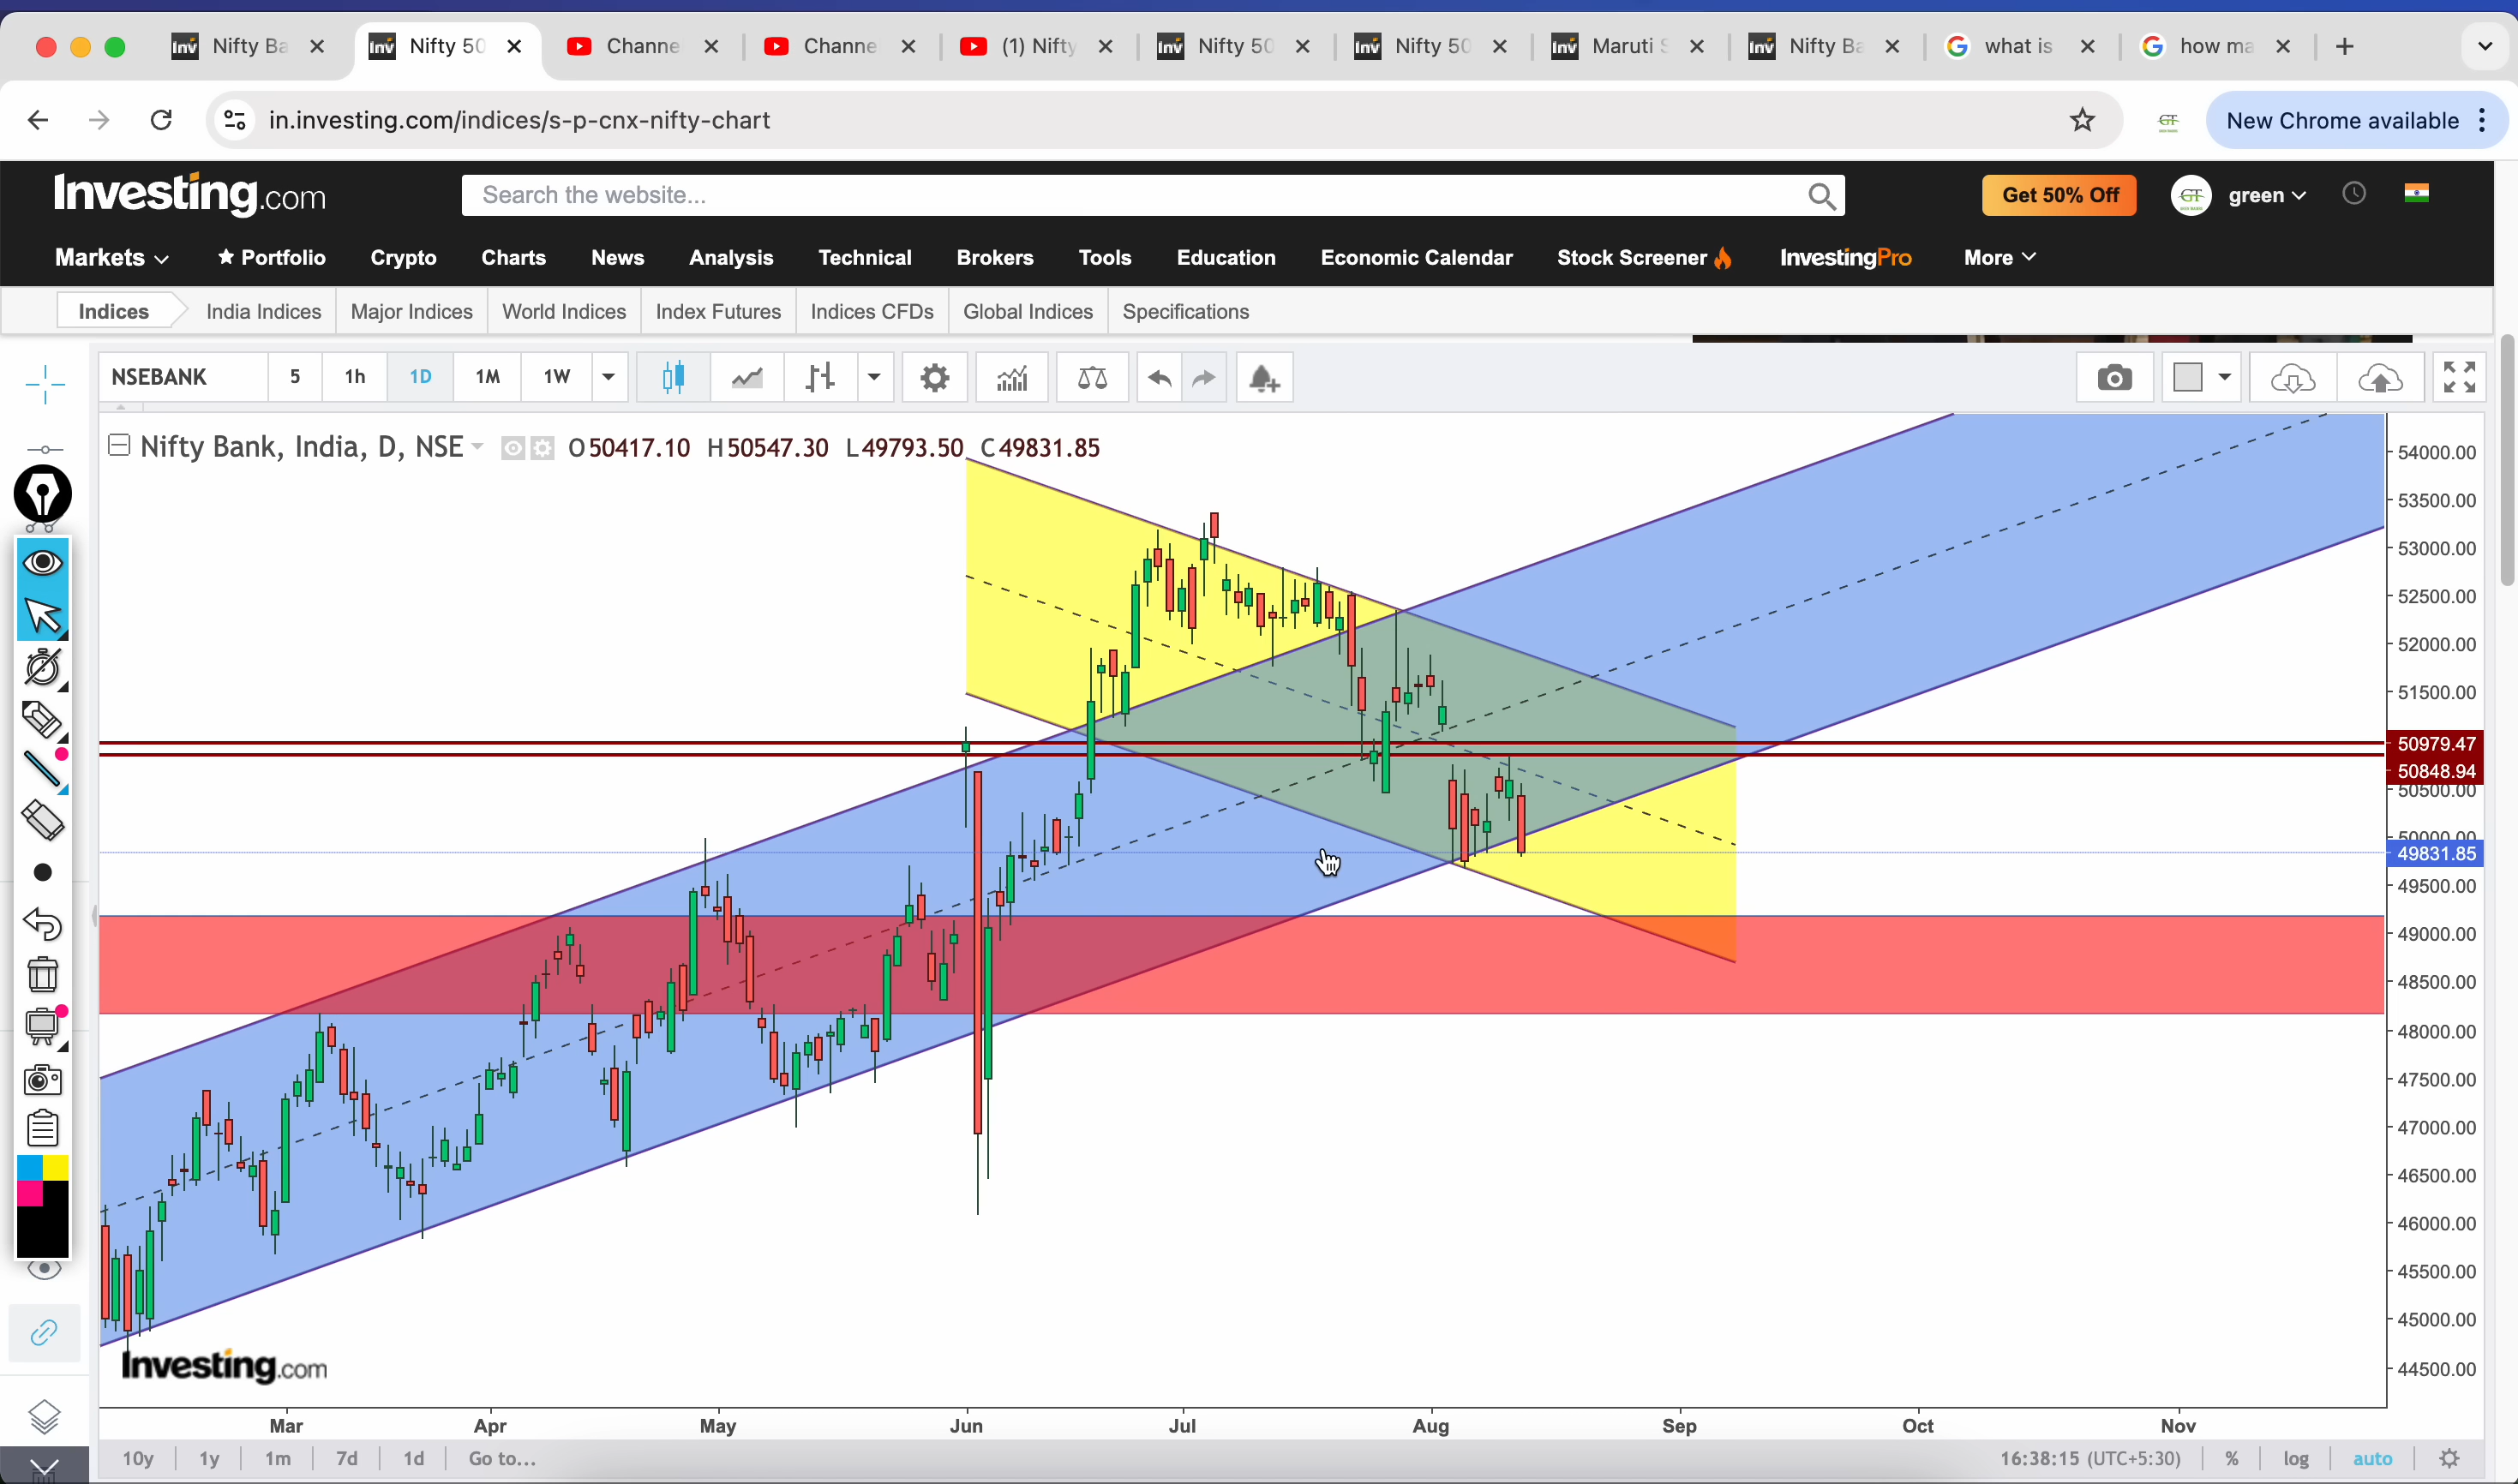 Nifty Ba
Nifty 50
Channe
Channe
(1) Nifty
Nifty 50
Nifty 50
Maruti S
Nifty Ba
what is
how ma
in.investing.com/indices/s-p-cnx-nifty-chart
New Chrome available
Investing.com
Search the website...
Get 50% Off
green
Markets Portfolio Crypto Charts News Analysis Technical Brokers Tools Education Economic Calendar Stock Screener InvestingPro More
Indices India Indices Major Indices World Indices Index Futures Indices CFDs Global Indices Specifications
NSEBANK 5 1h 1D 1M 1W
Nifty Bank, India, D, NSE O50417.10 H50547.30 L49793.50 C49831.85
54000.00
53500.00
53000.00
52500.00
52000.00
51500.00
50979.47
50848.94
50500.00
50000.00
49831.85
49500.00
49000.00
48500.00
48000.00
47500.00
47000.00
46500.00
46000.00
45500.00
45000.00
44500.00
Investing.com
Mar Apr May Jun Jul Aug Sep Oct Nov
10y 1y 1m 7d 1d Go to... 16:38:15 (UTC+5:30) % log auto